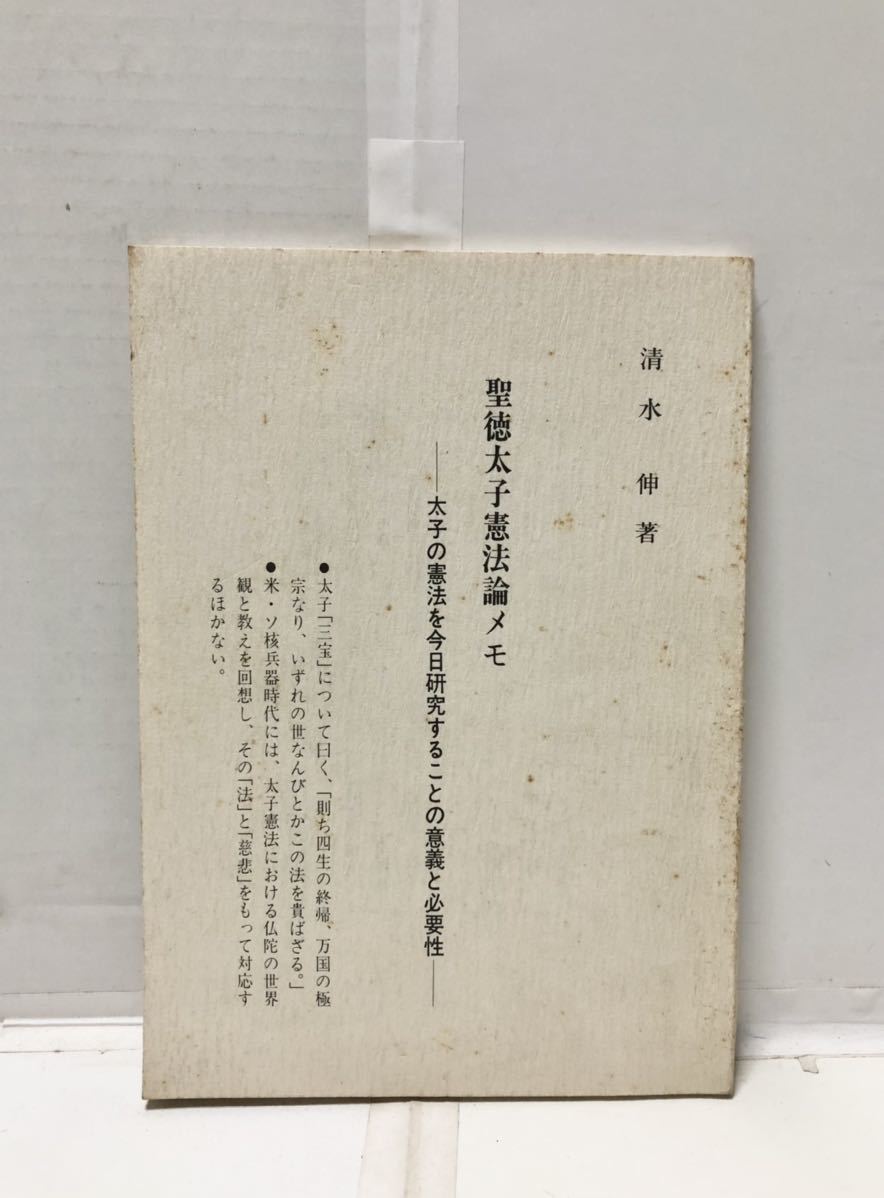 清水伸著
聖徳太子憲法論メモ
――太子の憲法を今日研究することの意義と必要性――
●太子「三宝」について曰く、「則ち四生の終帰、万国の極
宗なり、いずれの世なんびとかこの法を貴ばざる。」
●米・ソ核兵器時代には、太子憲法における仏陀の世界
観と教えを回想し、その「法」と「慈悲」をもって対応す
るほかない。